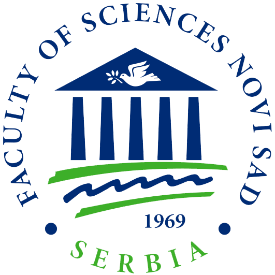 FACULTY OF SCIENCES NOVI SAD
1969
SERBIA